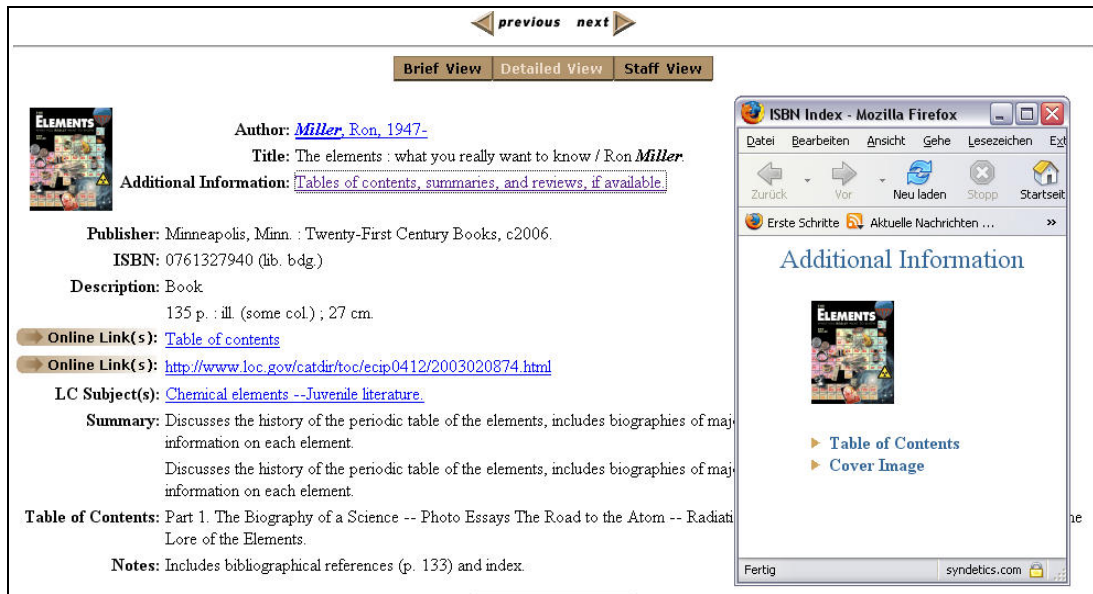 previous next
Brief View Detailed View Staff View
ELEMENTS
Author: Miller, Ron, 1947-
Title: The elements : what you really want to know / Ron Miller.
Additional Information: Tables of contents, summaries, and reviews, if available.
Publisher: Minneapolis, Minn. : Twenty-First Century Books, c2006.
ISBN: 0761327940 (lib. bdg.)
Description: Book
135 p. : ill. (some col.) ; 27 cm.
Online Link(s): Table of contents
Online Link(s): http://www.loc.gov/catdir/toc/ecip0412/2003020874.html
LC Subject(s): Chemical elements --Juvenile literature.
Summary: Discusses the history of the periodic table of the elements, includes biographies of maj
information on each element.
Discusses the history of the periodic table of the elements, includes biographies of maj
information on each element.
Table of Contents: Part 1. The Biography of a Science -- Photo Essays The Road to the Atom -- Radiati he
Lore of the Elements.
Notes: Includes bibliographical references (p. 133) and index.
ISBN Index - Mozilla Firefox
Datei Bearbeiten Ansicht Gehe Lesezeichen Ext
Zurück Vor Neu laden Stopp Startseit
Erste Schritte Aktuelle Nachrichten ... »
Additional Information
ELEMENTS
Table of Contents
Cover Image
Fertig syndetics.com